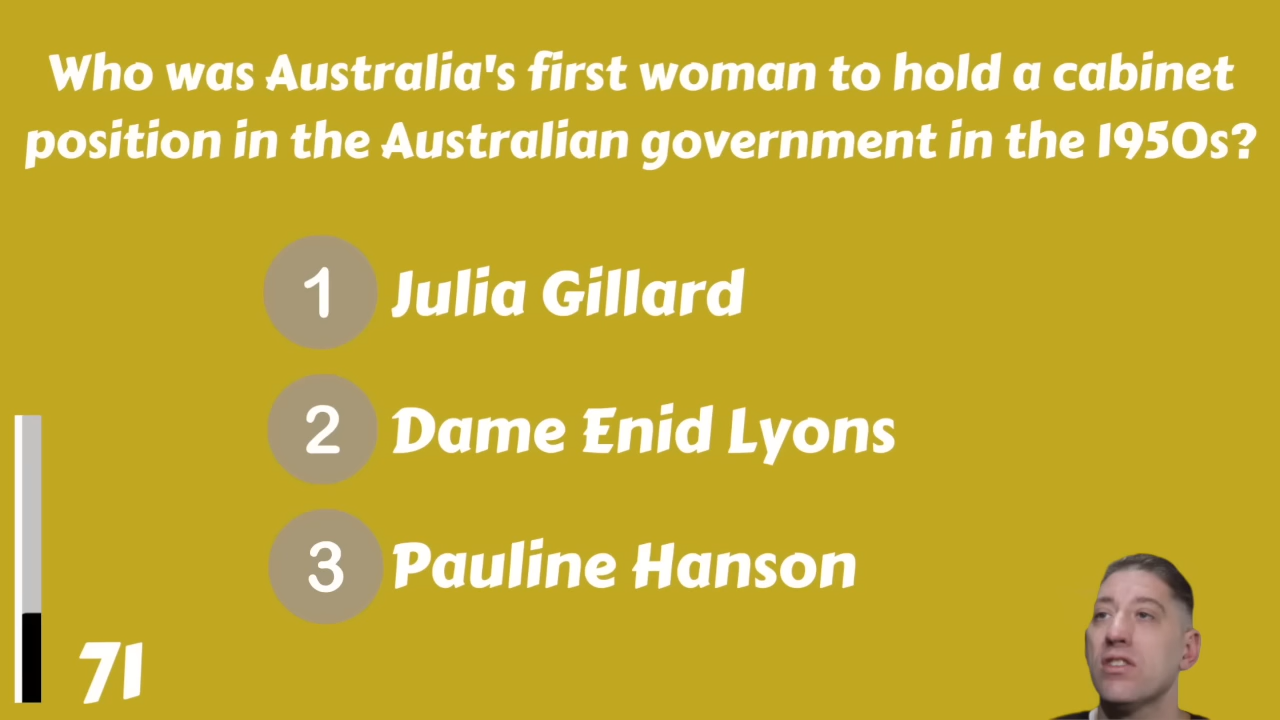 Who was Australia's first woman to hold a cabinet
position in the Australian government in the 1950s?
1 Julia Gillard
2 Dame Enid Lyons
3 Pauline Hanson
71